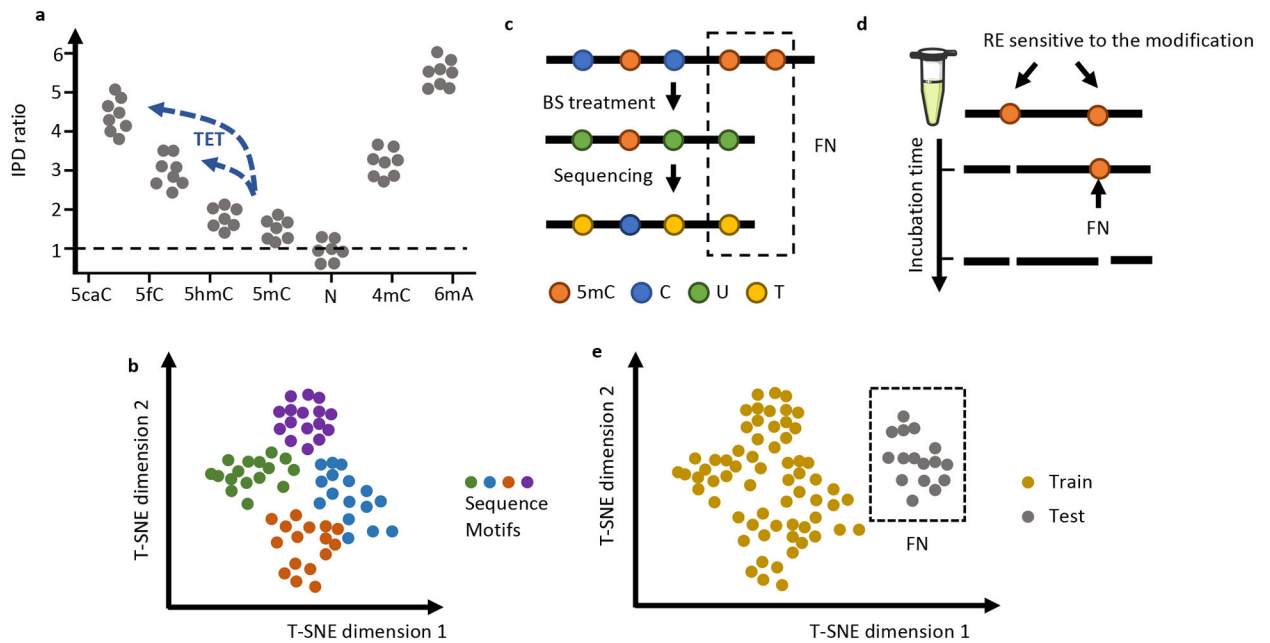 a
IPD ratio
6
5
4
3
2
1
TET
5caC
5fC
5hmC
5mC
N
4mC
6mA
c
BS treatment
Sequencing
FN
5mC
C
U
T
d
RE sensitive to the modification
Incubation time
FN
b
T-SNE dimension 2
T-SNE dimension 1
Sequence
Motifs
e
T-SNE dimension 2
T-SNE dimension 1
FN
Train
Test